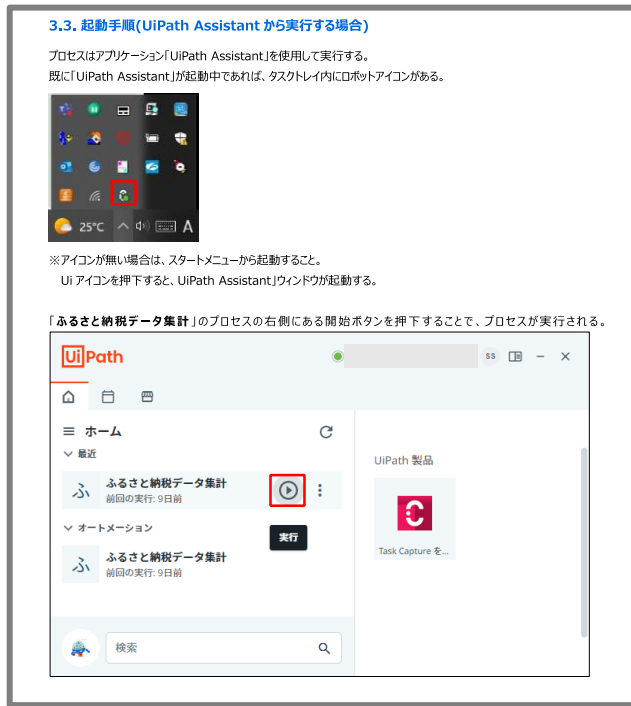 3.3. 起動手順(UiPath Assistant から実行する場合)
プロセスはアプリケーション「UiPath Assistant」を使用して実行する。
既に「UiPath Assistant」が起動中であれば、タスクトレイ内にロボットアイコンがある。
25°C A
※アイコンが無い場合は、スタートメニューから起動すること。
Ui アイコンを押下すると、UiPath Assistant」ウィンドウが起動する。
「ふるさと納税データ集計」のプロセスの右側にある開始ボタンを押下することで、プロセスが実行される。
UiPath
SS
ホーム
最近
UiPath 製品
ふるさと納税データ集計
前回の実行: 9日前
オートメーション
実行
Task Capture を...
ふるさと納税データ集計
前回の実行: 9日前
検索